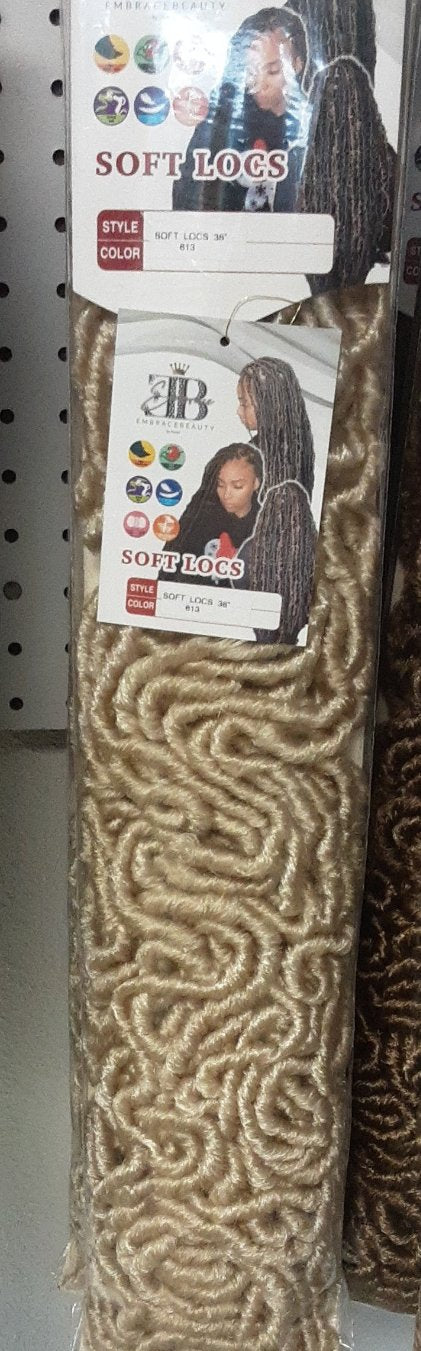 EMBRACEBEAUTY
SOFT LOCS
STYLE
SOFT LOCS 36"
COLOR
613
EB
EMBRACEBEAUTY
SOFT LOCS
STYLE
SOFT LOCS 36"
COLOR
613